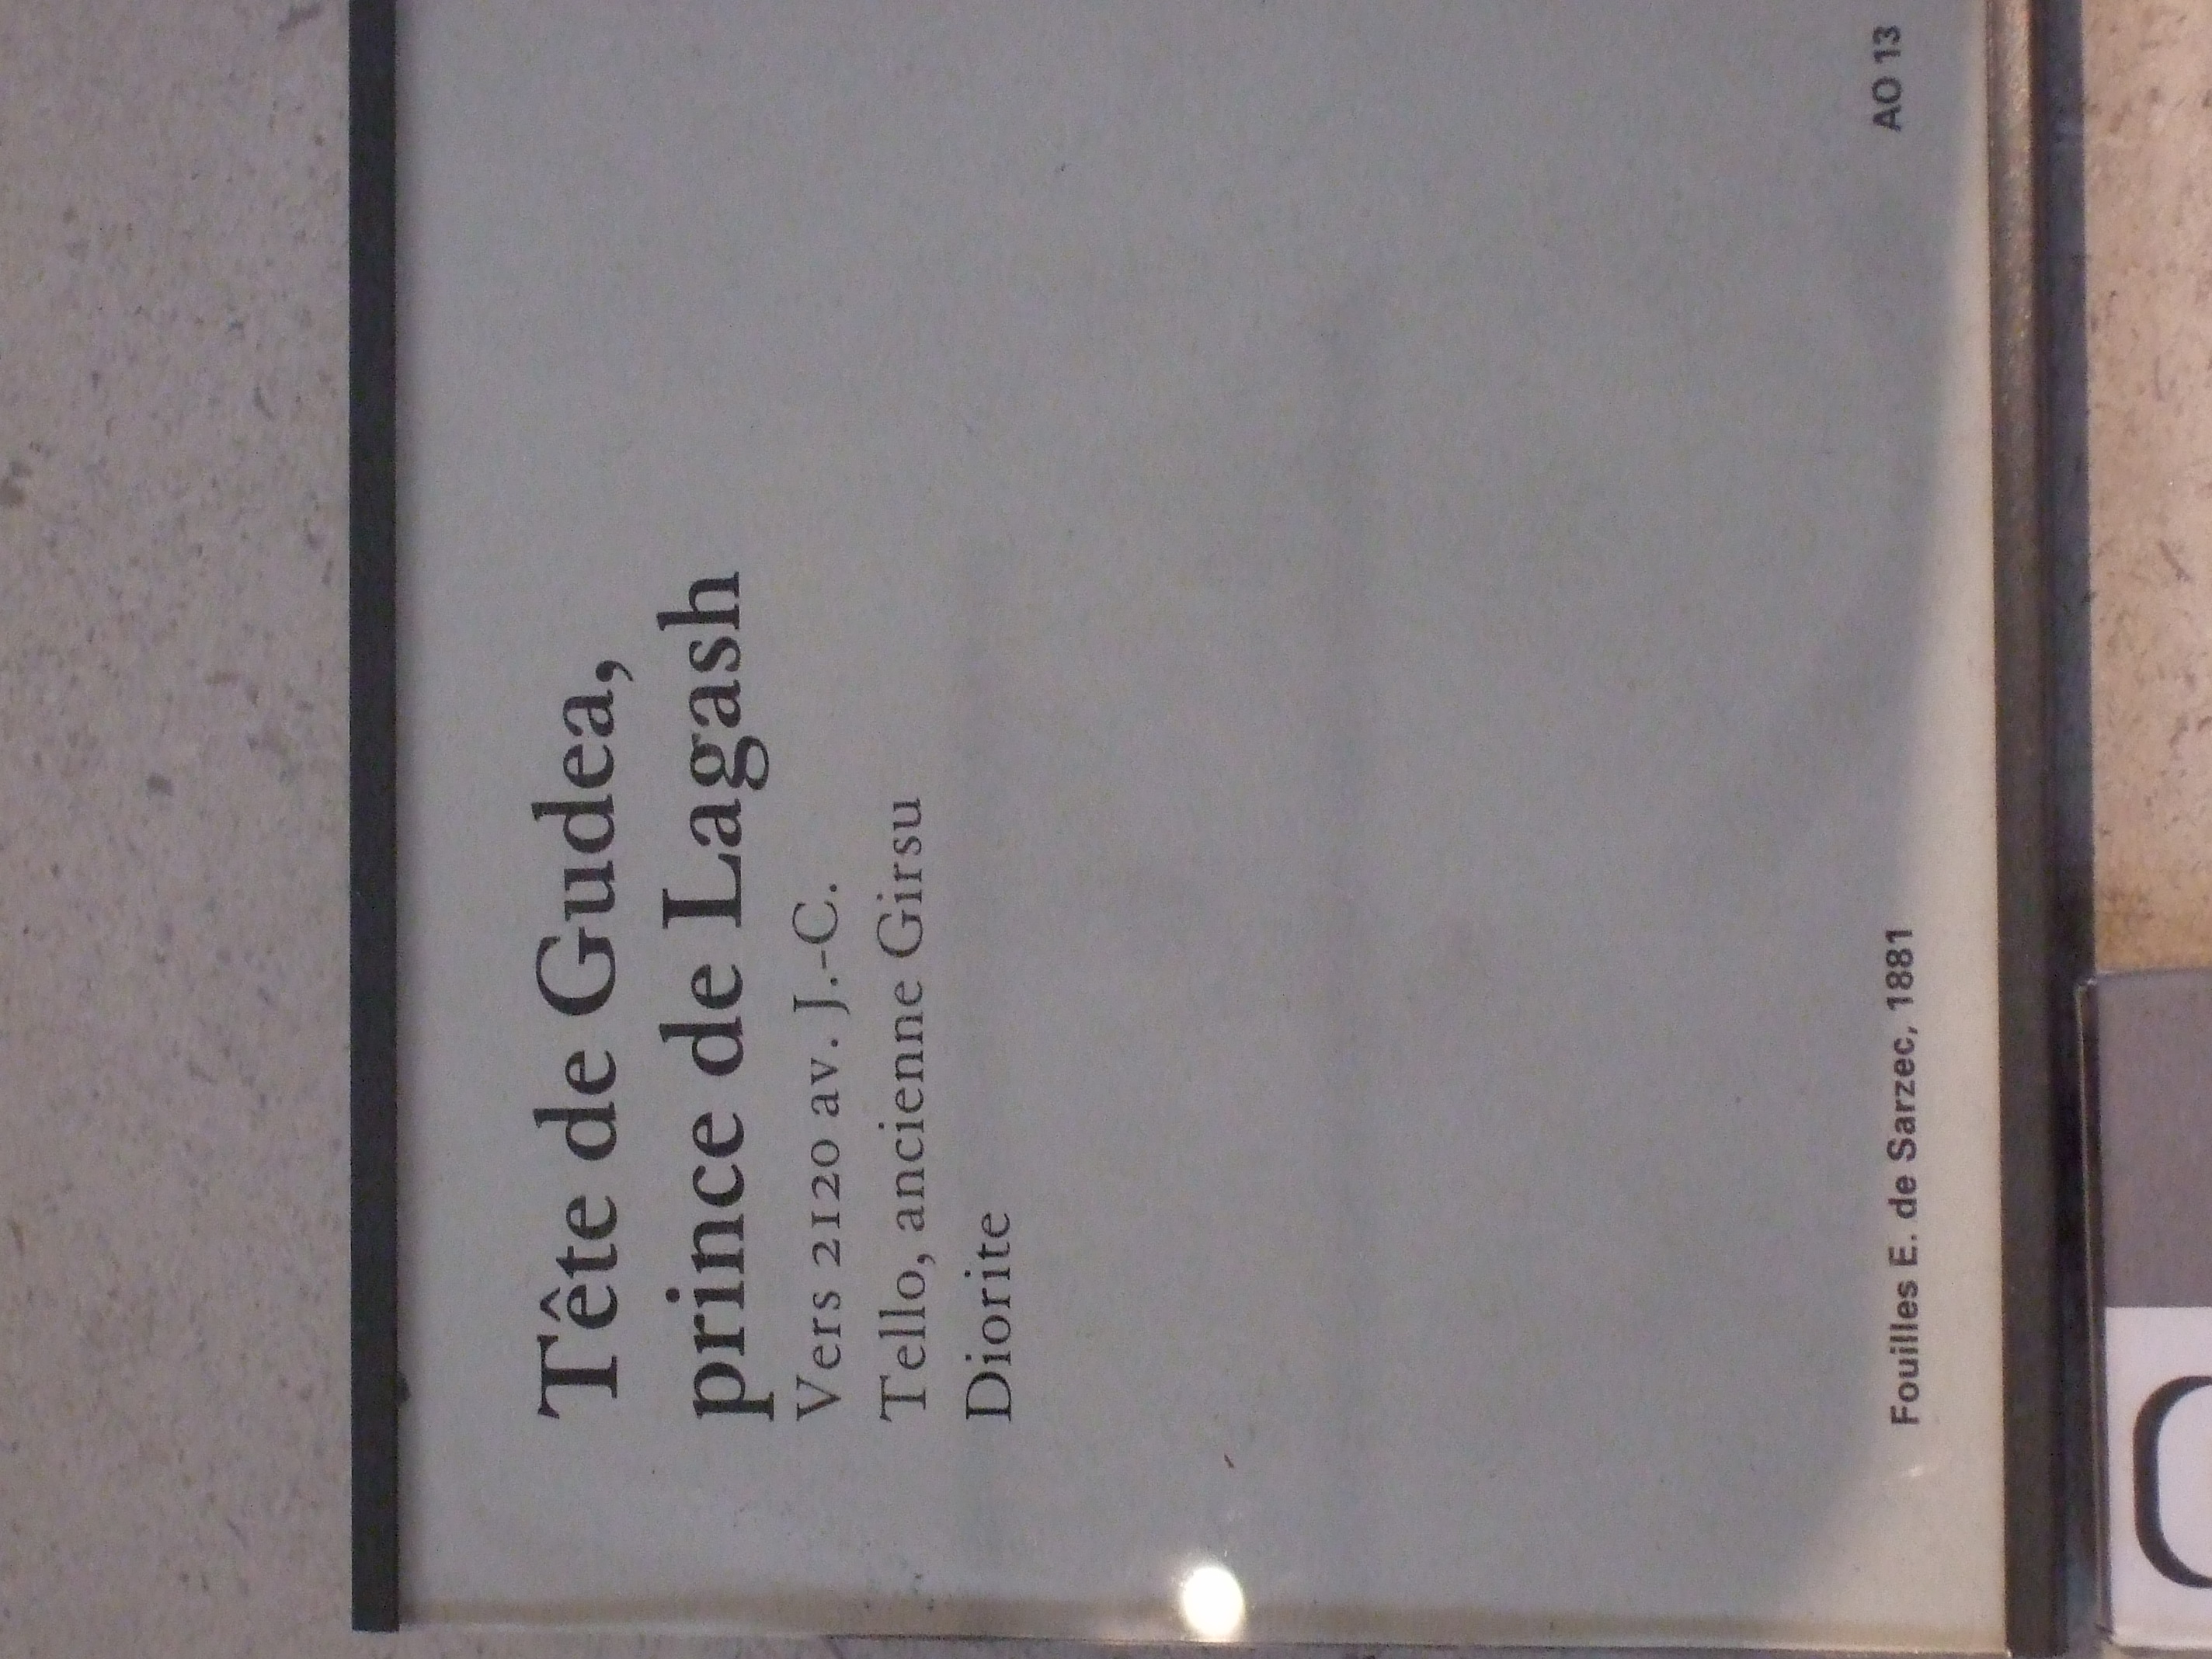 Tête de Gudea,
prince de Lagash
Vers 2120 av. J.-C.
Tello, ancienne Girsu
Diorite
Fouilles E. de Sarzec, 1881
AO 13